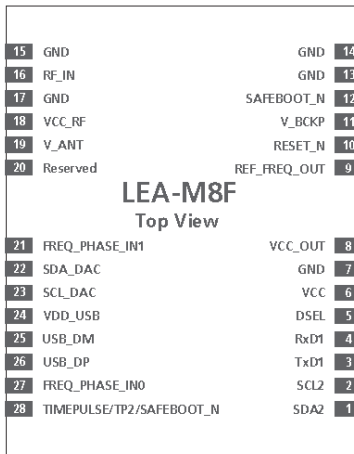 15 GND GND 14
16 RF_IN GND 13
17 GND SAFEBOOT_N 12
18 VCC_RF V_BCKP 11
19 V_ANT RESET_N 10
20 Reserved REF_FREQ_OUT 9
LEA-M8F
Top View
21 FREQ_PHASE_IN1 VCC_OUT 8
22 SDA_DAC GND 7
23 SCL_DAC VCC 6
24 VDD_USB DSEL 5
25 USB_DM RxD1 4
26 USB_DP TxD1 3
27 FREQ_PHASE_IN0 SCL2 2
28 TIMEPULSE/TP2/SAFEBOOT_N SDA2 1